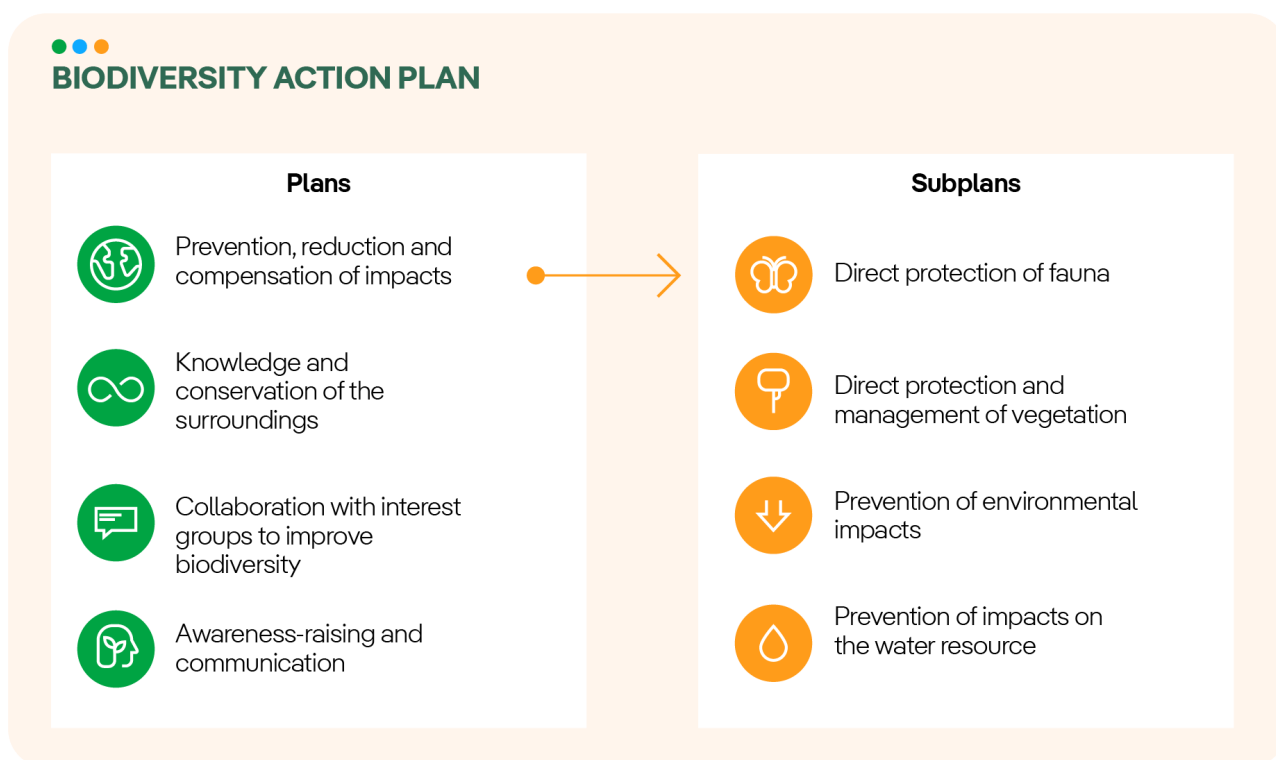 BIODIVERSITY ACTION PLAN
Plans
Prevention, reduction and
compensation of impacts
Knowledge and
conservation of the
surroundings
Collaboration with interest
groups to improve
biodiversity
Awareness-raising and
communication
Subplans
Direct protection of fauna
Direct protection and
management of vegetation
Prevention of environmental
impacts
Prevention of impacts on
the water resource